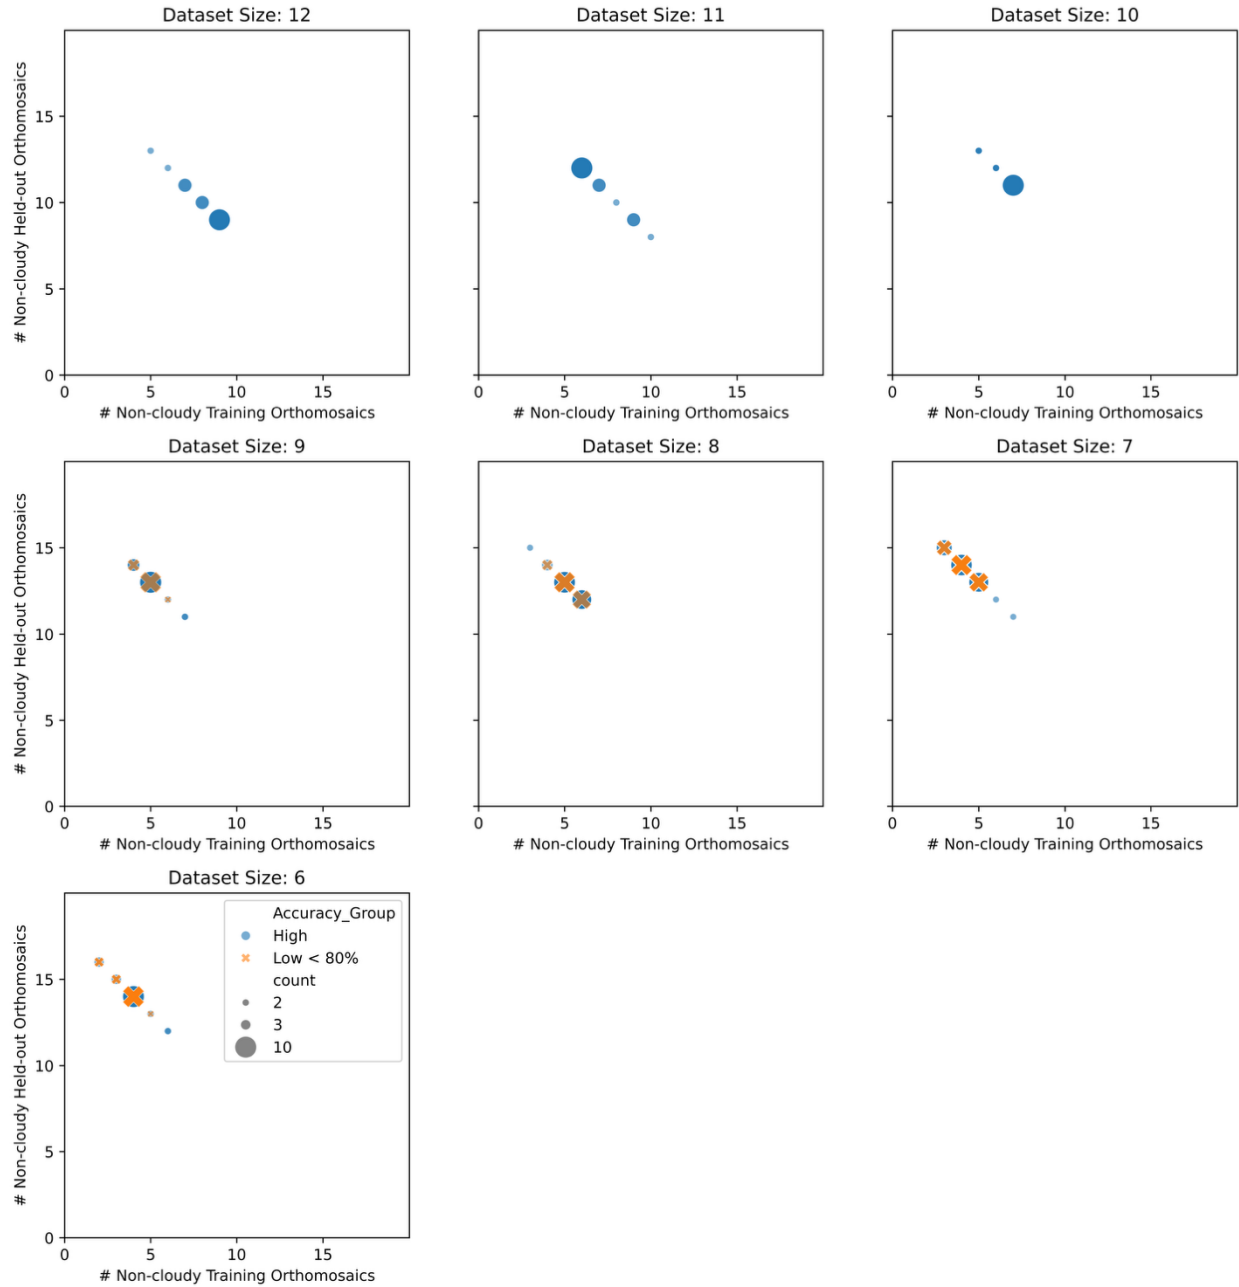 Dataset Size: 12
# Non-cloudy Held-out Orthomosaics
15
10
5
0
0 5 10 15
# Non-cloudy Training Orthomosaics
Dataset Size: 11
0 5 10 15
# Non-cloudy Training Orthomosaics
Dataset Size: 10
0 5 10 15
# Non-cloudy Training Orthomosaics
Dataset Size: 9
# Non-cloudy Held-out Orthomosaics
15
10
5
0
0 5 10 15
# Non-cloudy Training Orthomosaics
Dataset Size: 8
0 5 10 15
# Non-cloudy Training Orthomosaics
Dataset Size: 7
0 5 10 15
# Non-cloudy Training Orthomosaics
Dataset Size: 6
# Non-cloudy Held-out Orthomosaics
15
10
5
0
Accuracy_Group
High
Low < 80%
count
2
3
10
0 5 10 15
# Non-cloudy Training Orthomosaics